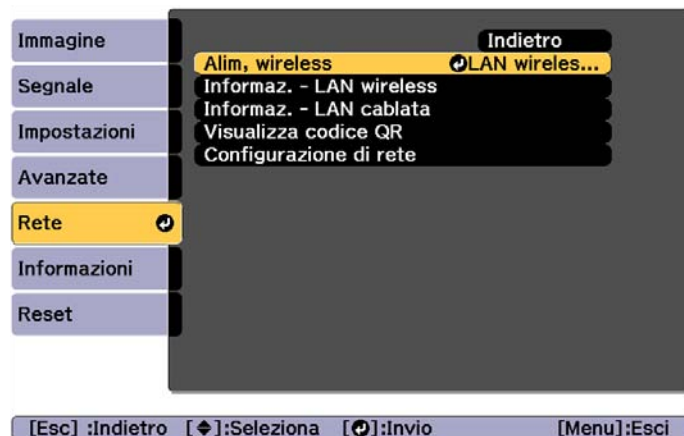 Immagine
Segnale
Impostazioni
Avanzate
Rete
Informazioni
Reset
Indietro
Alim, wireless LAN wireles...
Informaz. - LAN wireless
Informaz. - LAN cablata
Visualizza codice QR
Configurazione di rete
[Esc] :Indietro [◆]:Seleziona [↵]:Invio [Menu]:Esci